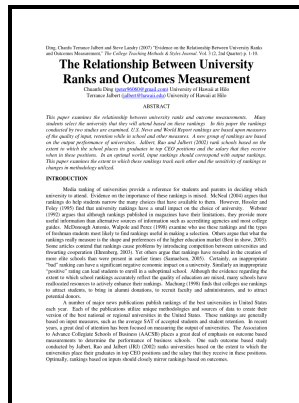 Ding, Chanda Terrance Jalbert and Steve Landry (2007) "Evidence on the Relationship Between University Ranks
and Outcomes Measurement," The College Teaching Methods & Styles Journal. Vol. 3 (2, 2nd Quarter) p. 1-10.
The Relationship Between University
Ranks and Outcomes Measurement
Chanda Ding (peter96060@gmail.com) University of Hawaii at Hilo
Terrance Jalbert (jalbert@hawaii.edu) University of Hawaii at Hilo
ABSTRACT
This paper examines the relationship between university ranks and outcome measurements. Many
students select the university that they will attend based on these rankings. In this paper the rankings
conducted by two studies are examined. U.S. News and World Report rankings are based upon measures
of the quality of input, retention while in school and other measures. A new group of rankings are based
on the output performance of universities. Jalbert, Rao and Jalbert (2002) rank schools based on the
extent to which the school places its graduates in top CEO positions and the salary that they receive
when in these positions. In an optimal world, input rankings should correspond with output rankings.
This paper examines the extent to which these rankings track each other and the sensitivity of rankings to
changes in methodology utilized.
INTRODUCTION
Media ranking of universities provide a reference for students and parents in deciding which
university to attend. Evidence on the importance of these rankings is mixed. McNeal (2004) argues that
rankings do help students narrow the many choices that are available to them. However, Hossler and
Foley (1995) find that university rankings have a small impact on the choice of university. Webster
(1992) argues that although rankings published in magazines have their limitations, they provide more
useful information than alternative sources of information such as accrediting agencies and most college
guides. McDonough Antonio, Walpole and Perez (1998) examine who use these rankings and the types
of freshman students most likely to find rankings useful in making a selection. Others argue that what the
rankings truly measure is the shape and preferences of the higher education market (Best in show, 2005).
Some articles contend that rankings cause problems by introducing competition between universities and
thwarting cooperation (Ehrenberg, 2003). Yet others argue that rankings have resulted in the creation of
more elite schools than were present in earlier times (Samuelson, 2005). Certainly, an inappropriate
"bad" ranking can have a significant negative economic impact on a university. Similarly an inappropriate
"positive" rating can lead students to enroll in a suboptimal school. Although the evidence regarding the
extent to which school rankings accurately reflect the quality of education are mixed, many schools have
reallocated resources to actively enhance their rankings. Machung (1998) finds that colleges use rankings
to attract students, to bring in alumni donations, to recruit faculty and administration, and to attract
potential donors.
A number of major news publications publish rankings of the best universities in the United States
each year. Each of the publications utilize unique methodologies and sources of data to create their
version of the best national or regional universities in the United States. These rankings are generally
based on input measures, such as the average SAT of accepted students and student retention. In recent
years, a great deal of attention has been focused on measuring the output of universities. The Association
to Advance Collegiate Schools of Business (AACSB) places a great deal of emphasis on outcome based
measurements to determine the performance of business schools. One such outcome based study
conducted by Jalbert, Rao and Jalbert (JRJ) (2002) ranks universities based on the extent to which the
universities place their graduates in top CEO positions and the salary that they receive in these positions.
Optimally, rankings based on inputs should closely mirror rankings based on outcomes.